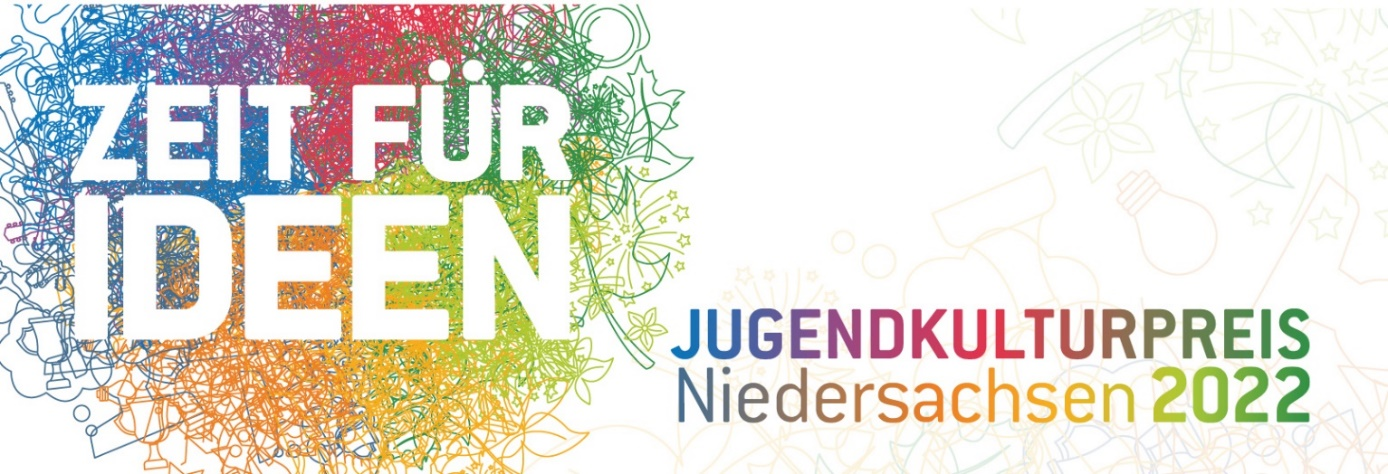 ZEIT FÜR
IDEEN
JUGENDKULTURPREIS
Niedersachsen 2022